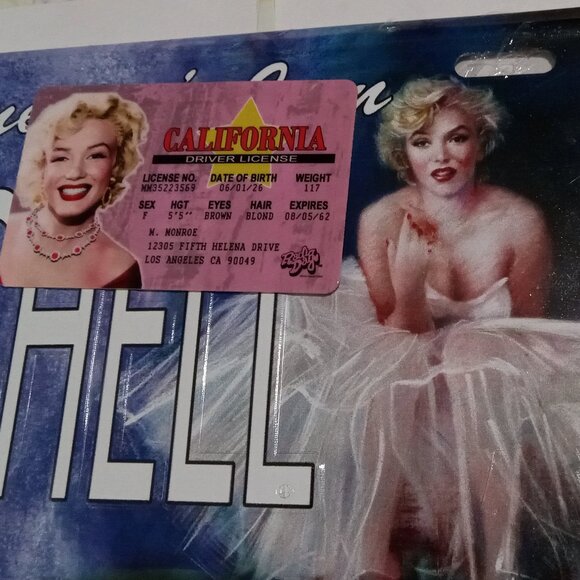 CALIFORNIA
DRIVER LICENSE
LICENSE NO. DATE OF BIRTH WEIGHT
MM35223569 06/01/26 117
SEX HGT EYES HAIR EXPIRES
F 5'5" BROWN BLOND 08/05/62
M. MONROE
12305 FIFTH HELENA DRIVE
LOS ANGELES CA 90049
HELL